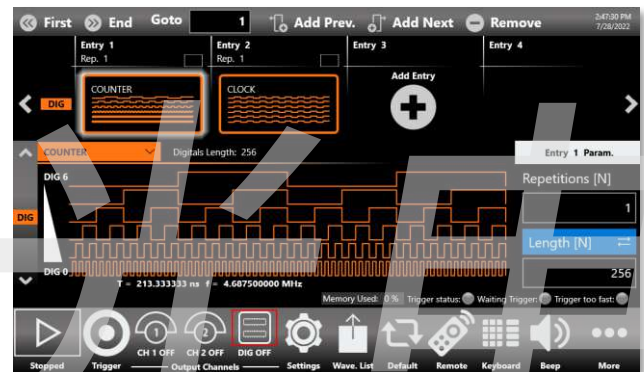 First End Goto 1 Add Prev. Add Next Remove 2:47:30 PM
7/28/2022
Entry 1 Entry 2 Entry 3 Entry 4
Rep. 1 Rep. 1
Add Entry
COUNTER CLOCK
DIG
COUNTER Digitals Length: 256 Entry 1 Param.
DIG 6 Repetitions [N]
1
DIG
Length [N]
DIG 0 256
T = 213.333333 ns f = 4.687500000 MHz
Memory Used: 0 % Trigger status: Waiting Trigger: Trigger too fast:
1 2
CH 1 OFF CH 2 OFF DIG OFF
Stopped Trigger Output Channels Settings Wave. List Default Remote Keyboard Beep More